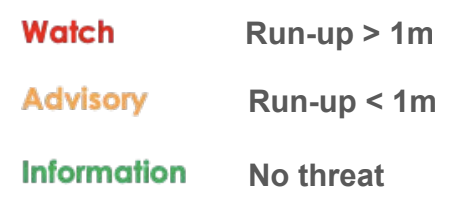 Watch Run-up > 1m
Advisory Run-up < 1m
Information No threat